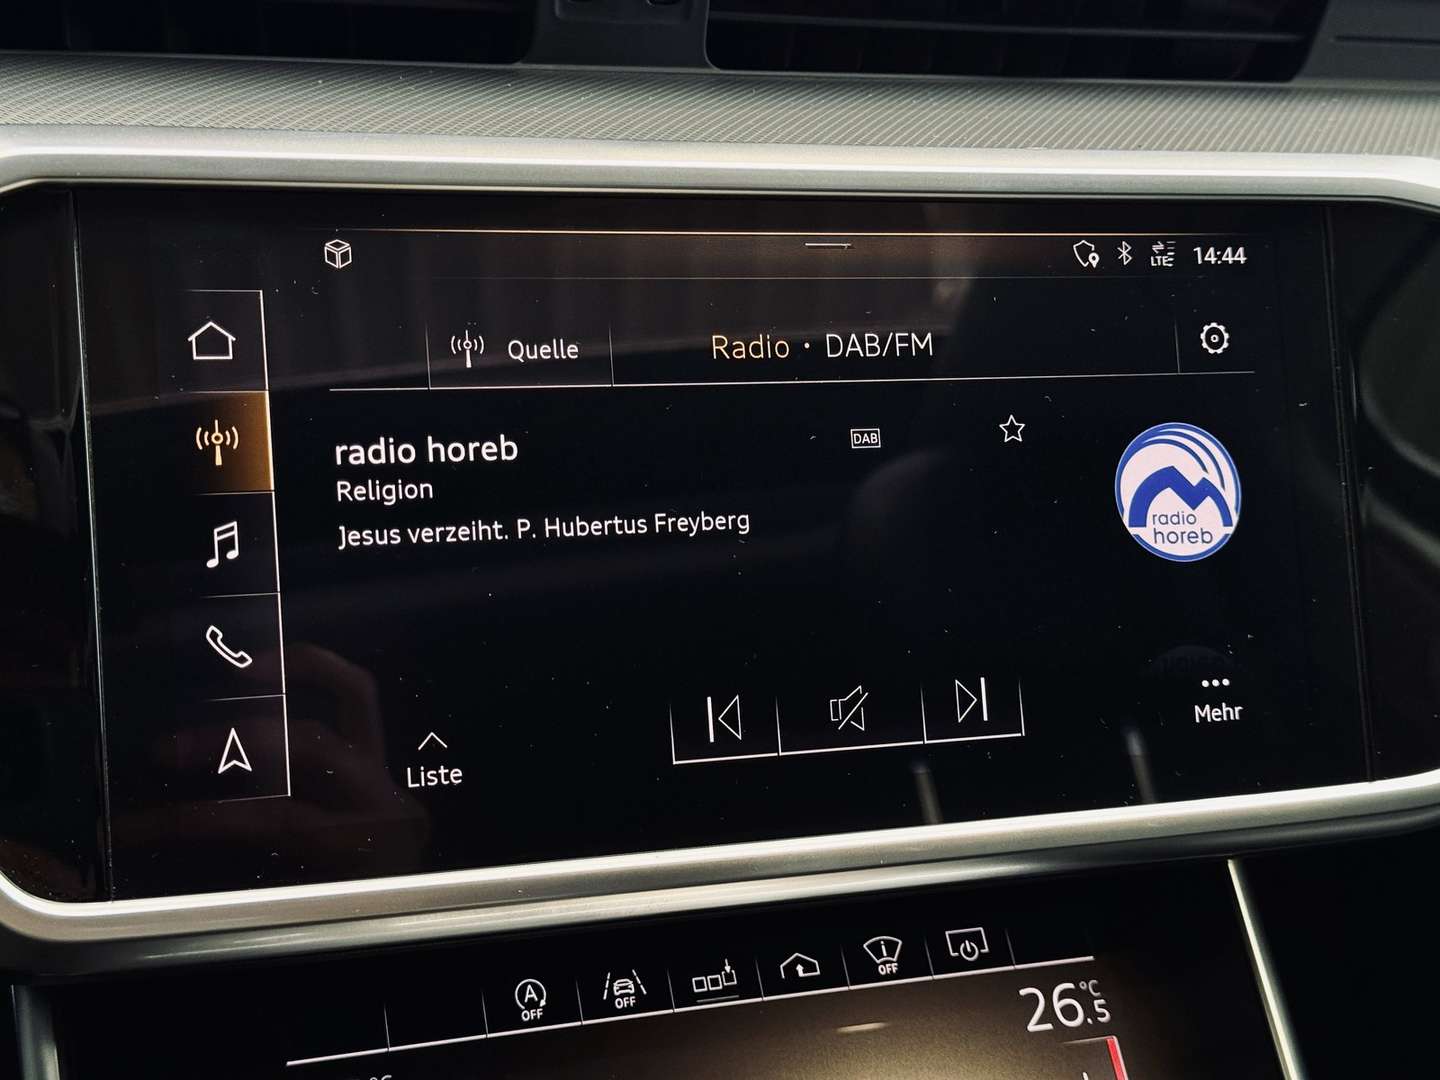 LTE 14:44
Quelle Radio · DAB/FM
radio horeb DAB
Religion
Jesus verzeiht. P. Hubertus Freyberg
radio
horeb
Mehr
Liste
A
OFF
OFF
i
OFF
26.5 °C
°C